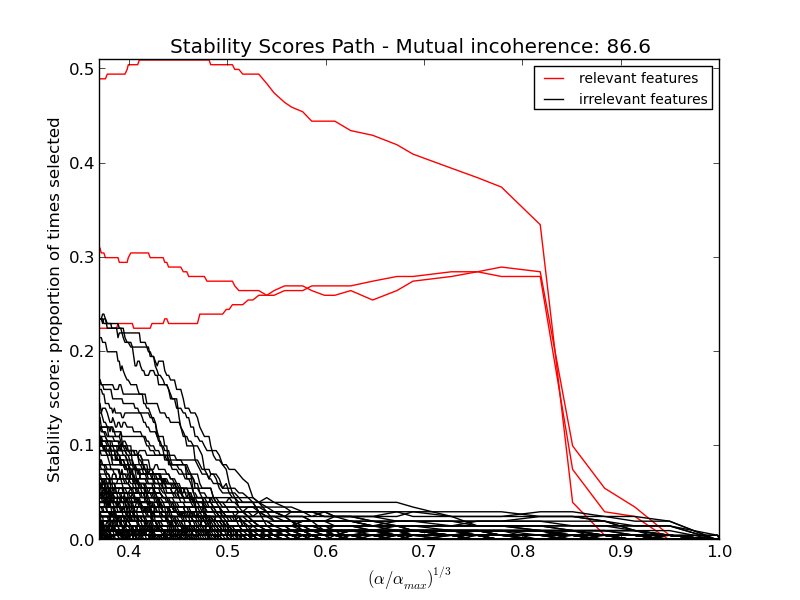 Stability Scores Path - Mutual incoherence: 86.6
relevant features
irrelevant features
Stability score: proportion of times selected
0.5
0.4
0.3
0.2
0.1
0.0
0.4 0.5 0.6 0.7 0.8 0.9 1.0
(α/α_max)^1/3